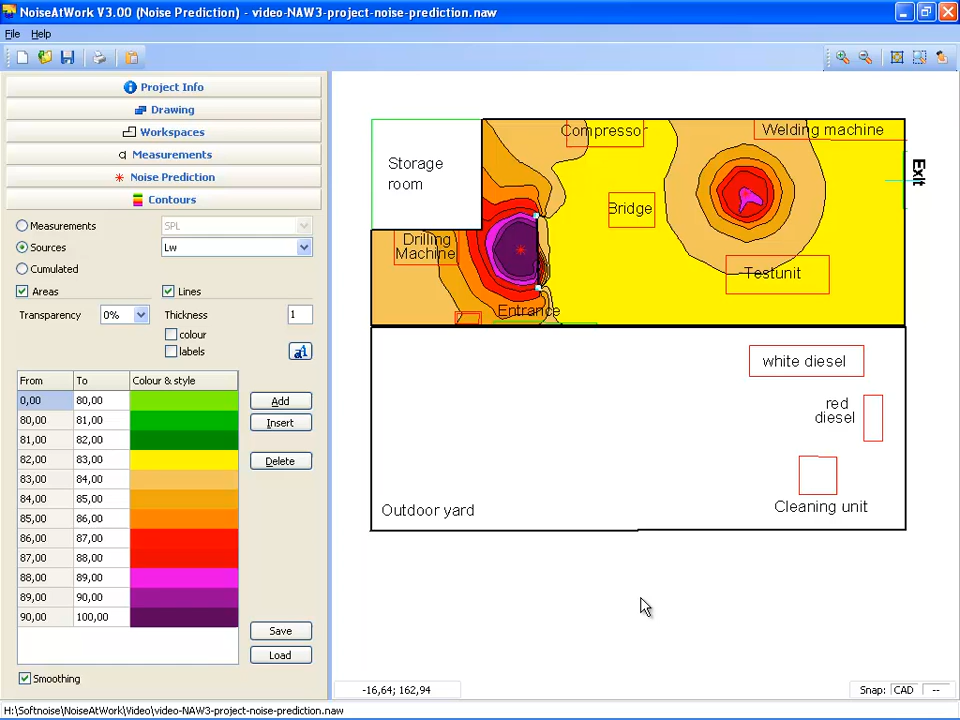 NoiseAtWork V3.00 (Noise Prediction) - video-NAW3-project-noise-prediction.naw
File Help
Project Info
Drawing
Workspaces
Measurements
Noise Prediction
Contours
Measurements SPL
Sources Lw
Cumulated
Areas Lines
Transparency 0% Thickness 1
colour
labels
a
From To Colour & style
0,00 80,00
80,00 81,00
81,00 82,00
82,00 83,00
83,00 84,00
84,00 85,00
85,00 86,00
86,00 87,00
87,00 88,00
88,00 89,00
89,00 90,00
90,00 100,00
Add
Insert
Delete
Save
Load
Smoothing
Compressor
Welding machine
Exit
Storage
room
Bridge
Drilling
Machine
Testunit
Entrance
white diesel
red
diesel
Cleaning unit
Outdoor yard
-16,64; 162,94
Snap: CAD --
H:\Softnoise\NoiseAtWork\Video\video-NAW3-project-noise-prediction.naw